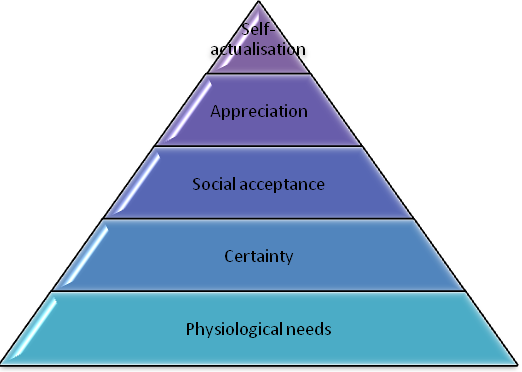 Self-
actualisation
Appreciation
Social acceptance
Certainty
Physiological needs